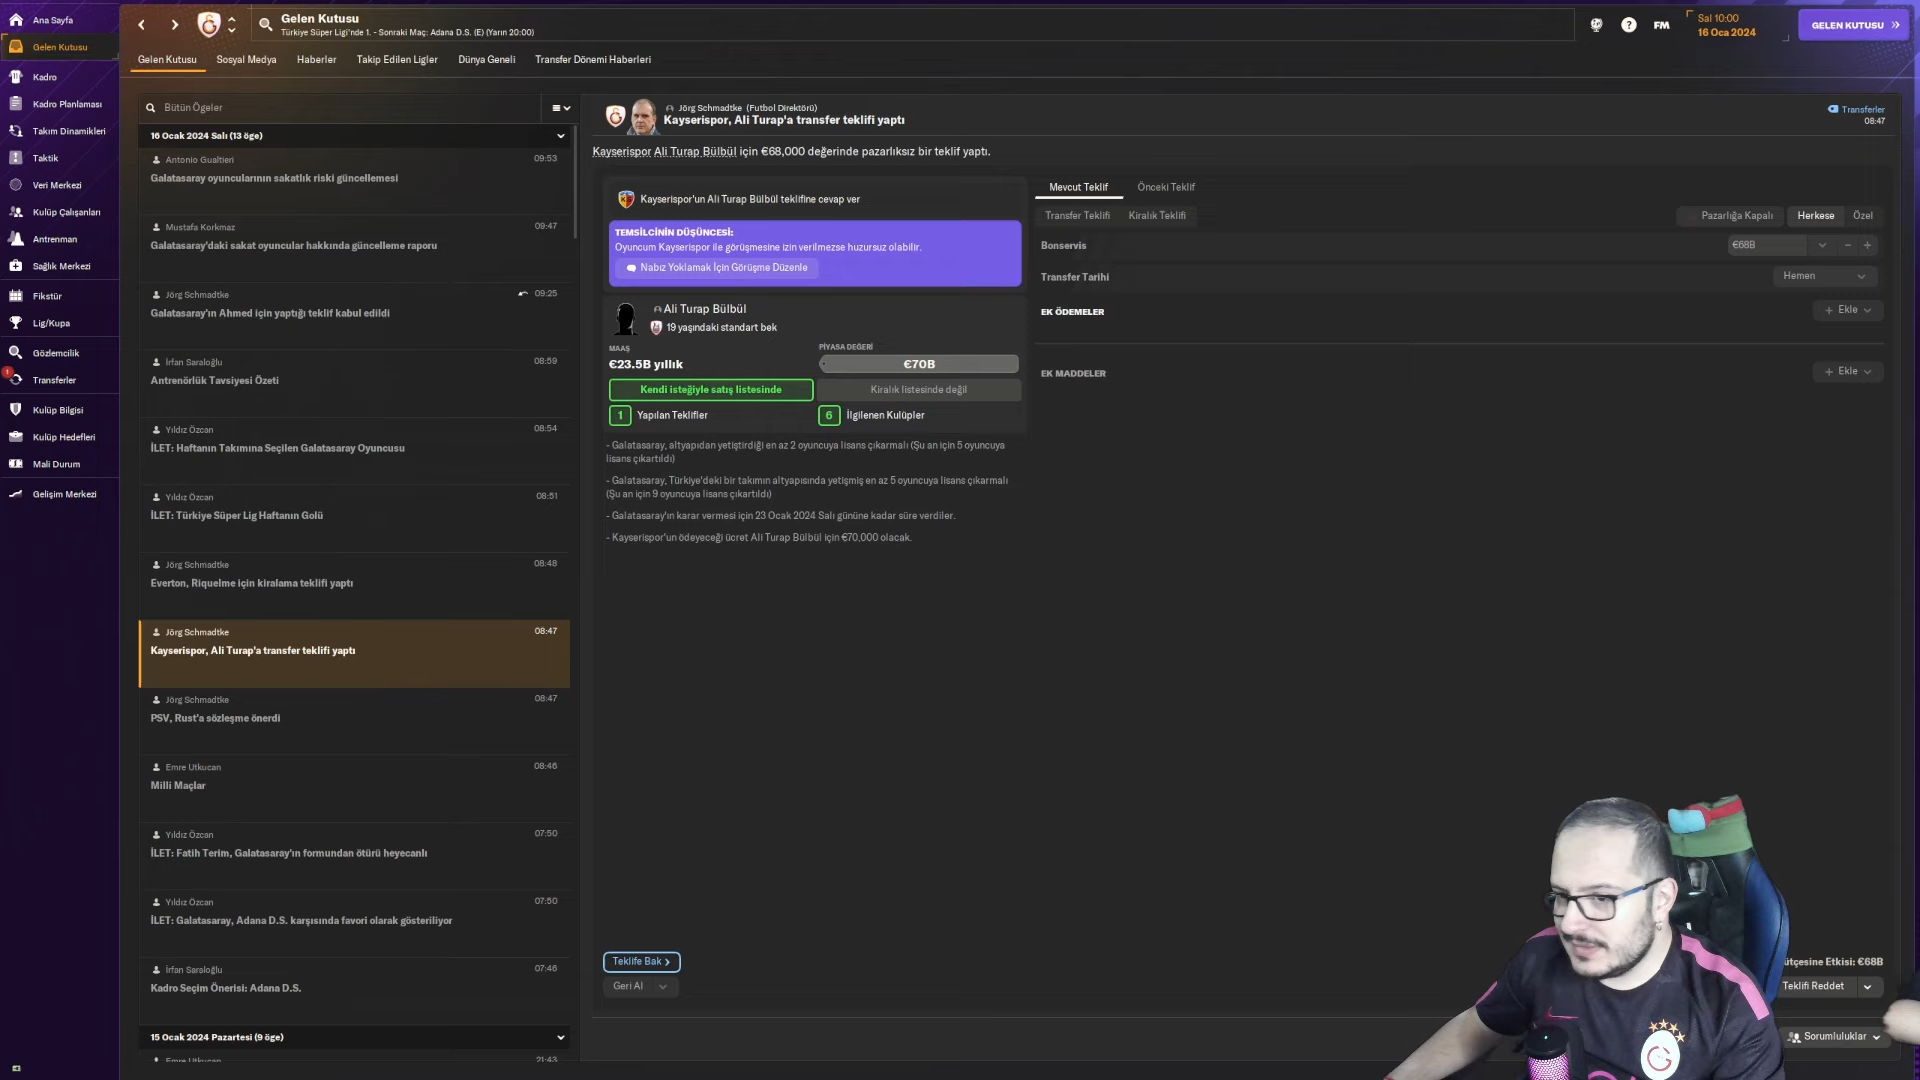 Ana Sayfa
Gelen Kutusu
Kadro
Kadro Planlaması
Takım Dinamikleri
Taktik
Veri Merkezi
Kulüp Çalışanları
Antrenman
Sağlık Merkezi
Fikstür
Lig/Kupa
Gözlemcilik
1
Transferler
Kulüp Bilgisi
Kulüp Hedefleri
Mali Durum
Gelişim Merkezi
Gelen Kutusu
Türkiye Süper Ligi'nde 1. - Sonraki Maç: Adana D.S. (E) (Yarın 20:00)
FM
Sal 10:00
16 Oca 2024
GELEN KUTUSU
Gelen Kutusu
Sosyal Medya
Haberler
Takip Edilen Ligler
Dünya Geneli
Transfer Dönemi Haberleri
Bütün Ögeler
16 Ocak 2024 Salı (13 öge)
Antonio Gualtieri 09:53
Galatasaray oyuncularının sakatlık riski güncellemesi
Mustafa Korkmaz 09:47
Galatasaray'daki sakat oyuncular hakkında güncelleme raporu
Jörg Schmadtke 09:25
Galatasaray'ın Ahmed için yaptığı teklif kabul edildi
İrfan Saraloğlu 08:59
Antrenörlük Tavsiyesi Özeti
Yıldız Özcan 08:54
İLET: Haftanın Takımına Seçilen Galatasaray Oyuncusu
Yıldız Özcan 08:51
İLET: Türkiye Süper Lig Haftanın Golü
Jörg Schmadtke 08:48
Everton, Riquelme için kiralama teklifi yaptı
Jörg Schmadtke 08:47
Kayserispor, Ali Turap'a transfer teklifi yaptı
Jörg Schmadtke 08:47
PSV, Rust'a sözleşme önerdi
Emre Utkucan 08:46
Milli Maçlar
Yıldız Özcan 07:50
İLET: Fatih Terim, Galatasaray'ın formundan ötürü heyecanlı
Yıldız Özcan 07:50
İLET: Galatasaray, Adana D.S. karşısında favori olarak gösteriliyor
İrfan Saraloğlu 07:46
Kadro Seçim Önerisi: Adana D.S.
15 Ocak 2024 Pazartesi (9 öge)
Emre Utkucan 21:43
Jörg Schmadtke (Futbol Direktörü)
Kayserispor, Ali Turap'a transfer teklifi yaptı
Transferler
08:47
Kayserispor Ali Turap Bülbül için €68,000 değerinde pazarlıksız bir teklif yaptı.
Kayserispor'un Ali Turap Bülbül teklifine cevap ver
TEMSİLCİNİN DÜŞÜNCESİ:
Oyuncum Kayserispor ile görüşmesine izin verilmezse huzursuz olabilir.
Nabız Yoklamak İçin Görüşme Düzenle
Ali Turap Bülbül
19 yaşındaki standart bek
MAAŞ
PİYASA DEĞERİ
€23.5B yıllık
€70B
Kendi isteğiyle satış listesinde
Kiralık listesinde değil
1 Yapılan Teklifler
6 İlgilenen Kulüpler
- Galatasaray, altyapıdan yetiştirdiği en az 2 oyuncuya lisans çıkarmalı (Şu an için 5 oyuncuya
lisans çıkartıldı)
- Galatasaray, Türkiye'deki bir takımın altyapısında yetişmiş en az 5 oyuncuya lisans çıkarmalı
(Şu an için 9 oyuncuya lisans çıkartıldı)
- Galatasaray'ın karar vermesi için 23 Ocak 2024 Salı gününe kadar süre verdiler.
- Kayserispor'un ödeyeceği ücret Ali Turap Bülbül için €70,000 olacak.
Mevcut Teklif
Önceki Teklif
Transfer Teklifi
Kiralık Teklifi
Pazarlığa Kapalı
Herkese
Özel
Bonservis
€68B
Transfer Tarihi
Hemen
EK ÖDEMELER
+ Ekle
EK MADDELER
+ Ekle
Teklife Bak
Geri Al
ütçesine Etkisi: €68B
Teklifi Reddet
Sorumluluklar